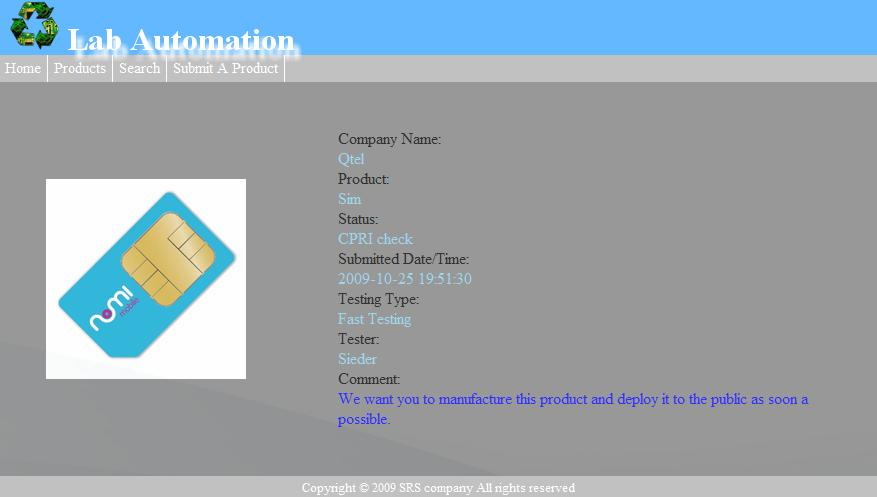 Lab Automation
Home
Products
Search
Submit A Product
nomi
mobile
Company Name:
Qtel
Product:
Sim
Status:
CPRI check
Submitted Date/Time:
2009-10-25 19:51:30
Testing Type:
Fast Testing
Tester:
Sieder
Comment:
We want you to manufacture this product and deploy it to the public as soon a
possible.
Copyright © 2009 SRS company All rights reserved